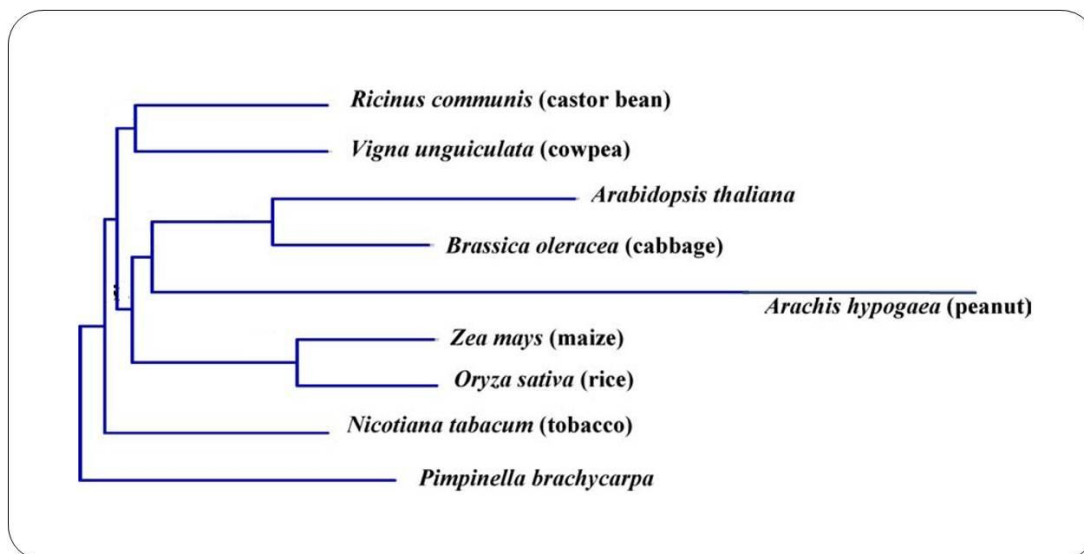 Ricinus communis (castor bean)
Vigna unguiculata (cowpea)
Arabidopsis thaliana
Brassica oleracea (cabbage)
Arachis hypogaea (peanut)
Zea mays (maize)
Oryza sativa (rice)
Nicotiana tabacum (tobacco)
Pimpinella brachycarpa